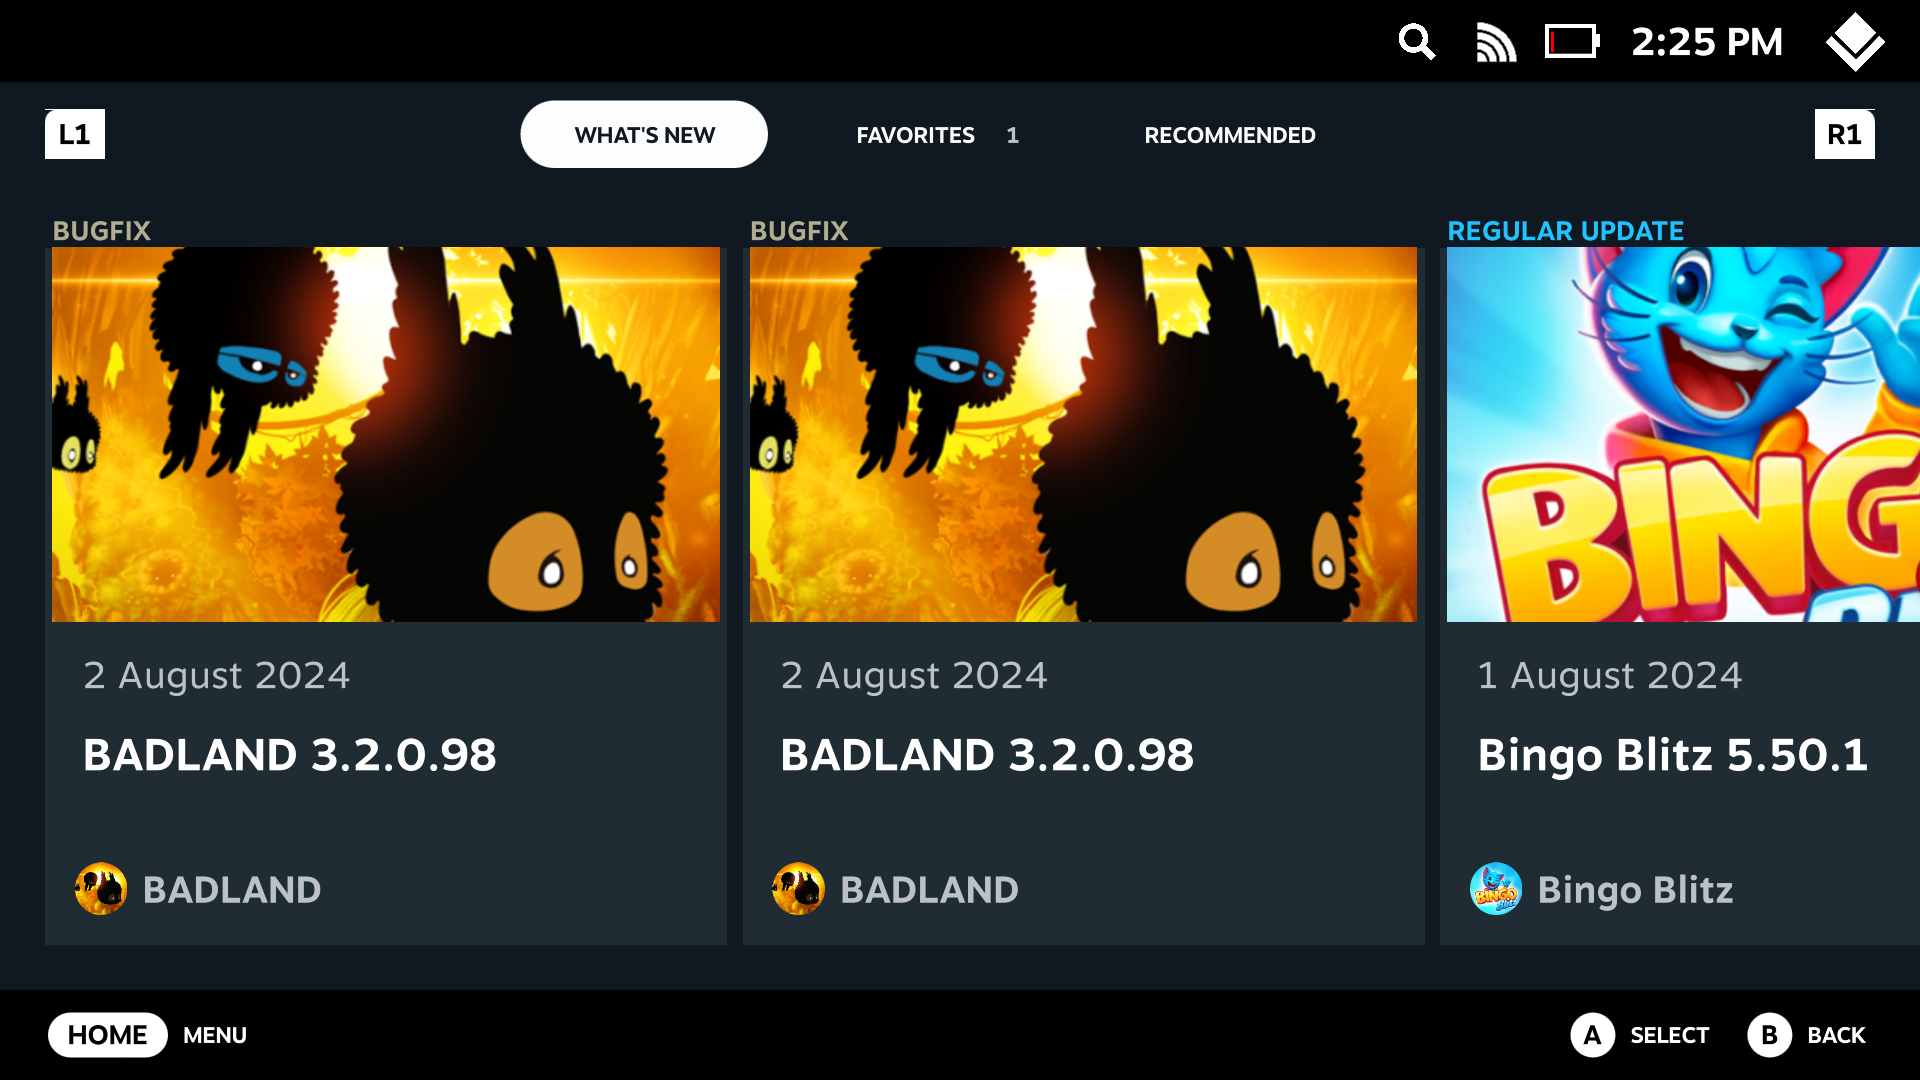 2:25 PM
L1
WHAT'S NEW
FAVORITES 1
RECOMMENDED
R1
BUGFIX
2 August 2024
BADLAND 3.2.0.98
BADLAND
BUGFIX
2 August 2024
BADLAND 3.2.0.98
BADLAND
REGULAR UPDATE
BING
1 August 2024
Bingo Blitz 5.50.1
BINGO
Blitz
Bingo Blitz
HOME MENU
A SELECT
B BACK